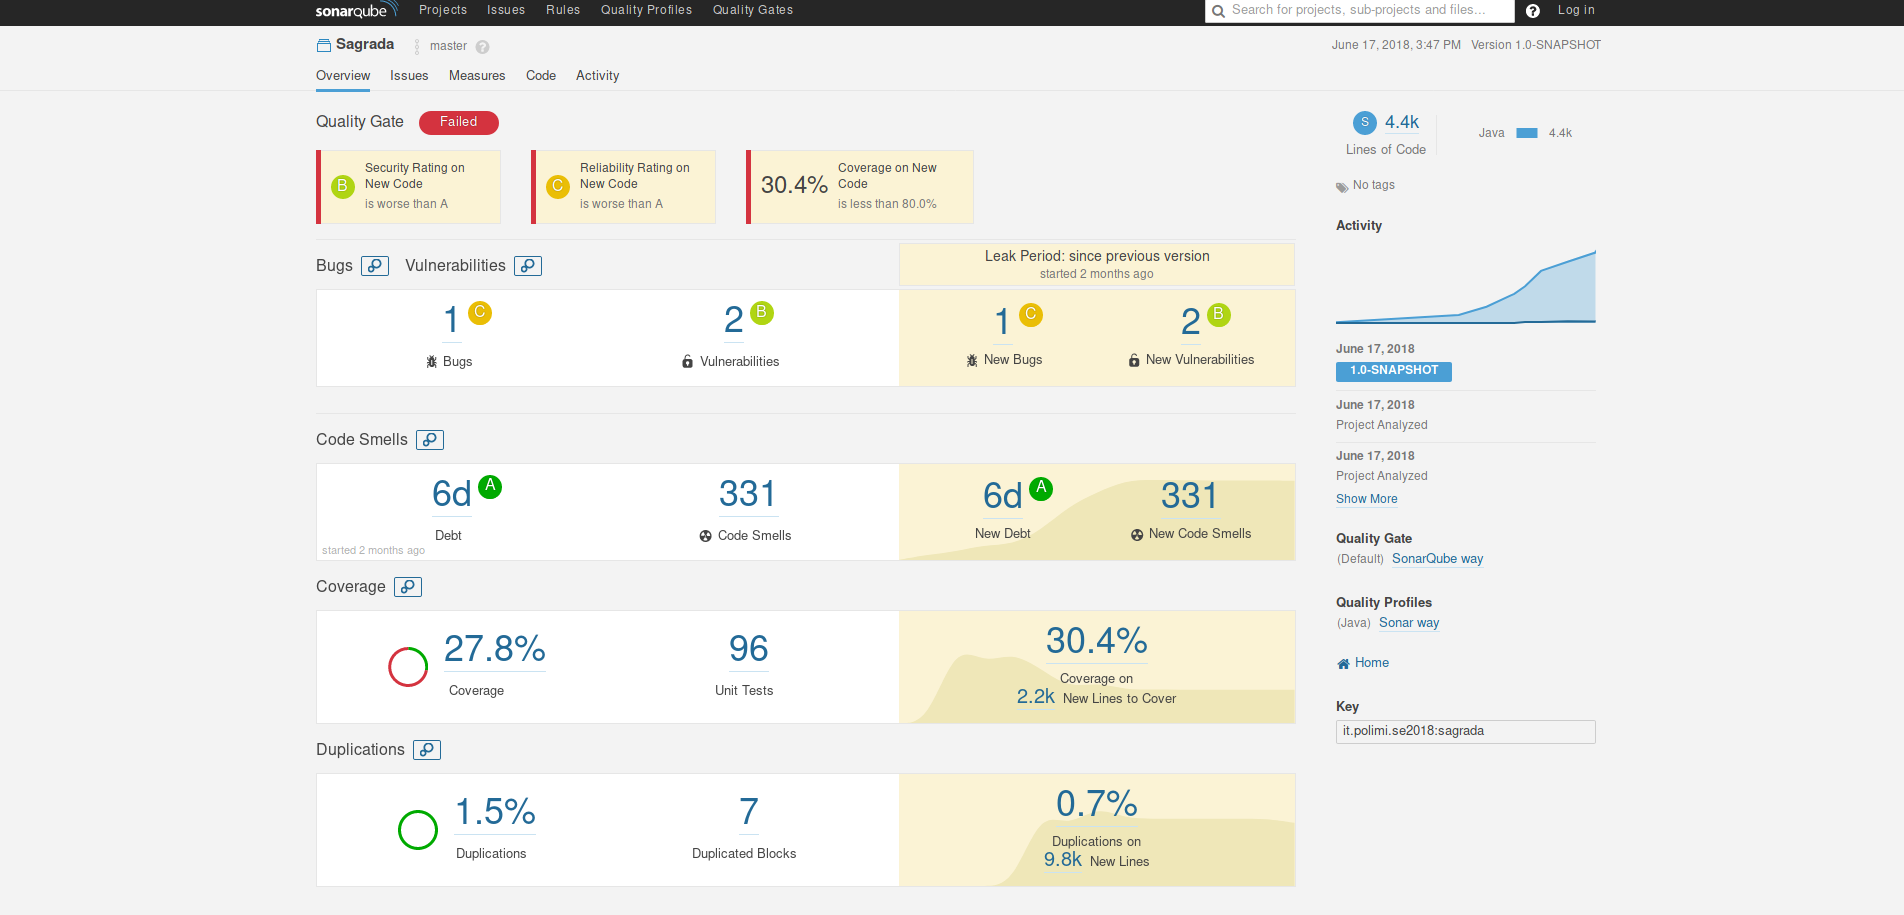 sonarqube Projects Issues Rules Quality Profiles Quality Gates Search for projects, sub-projects and files... Log in
Sagrada master June 17, 2018, 3:47 PM Version 1.0-SNAPSHOT
Overview Issues Measures Code Activity
Quality Gate Failed
B Security Rating on New Code
is worse than A
C Reliability Rating on New Code
is worse than A
30.4% Coverage on New Code
is less than 80.0%
Bugs Vulnerabilities
Leak Period: since previous version
started 2 months ago
1 C
Bugs
2 B
Vulnerabilities
1 C
New Bugs
2 B
New Vulnerabilities
Code Smells
6d A
Debt
started 2 months ago
331
Code Smells
6d A
New Debt
331
New Code Smells
Coverage
27.8%
Coverage
96
Unit Tests
30.4%
Coverage on
2.2k New Lines to Cover
Duplications
1.5%
Duplications
7
Duplicated Blocks
0.7%
Duplications on
9.8k New Lines
S 4.4k
Lines of Code
Java 4.4k
No tags
Activity
June 17, 2018
1.0-SNAPSHOT
June 17, 2018
Project Analyzed
June 17, 2018
Project Analyzed
Show More
Quality Gate
(Default) SonarQube way
Quality Profiles
(Java) Sonar way
Home
Key
it.polimi.se2018:sagrada